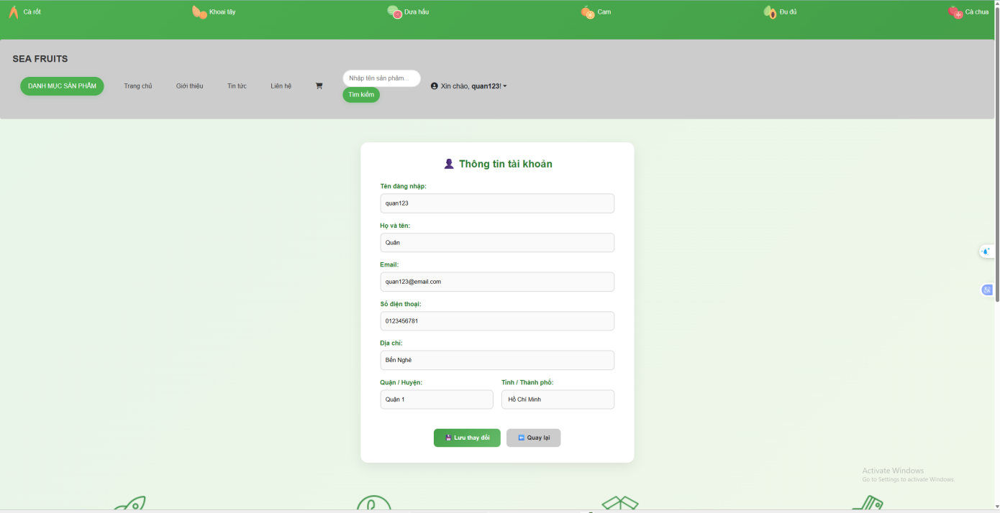 Cà rốt
Khoai tây
Dưa hấu
Cam
Đu đủ
Cà chua
SEA FRUITS
DANH MỤC SẢN PHẨM
Trang chủ
Giới thiệu
Tin tức
Liên hệ
Nhập tên sản phẩm...
Tìm kiếm
Xin chào, quan123!
Thông tin tài khoản
Tên đăng nhập:
quan123
Họ và tên:
Quân
Email:
quan123@email.com
Số điện thoại:
0123456781
Địa chỉ:
Bến Nghé
Quận / Huyện:
Tỉnh / Thành phố:
Quận 1
Hồ Chí Minh
Lưu thay đổi
Quay lại
Activate Windows
Go to Settings to activate Windows.